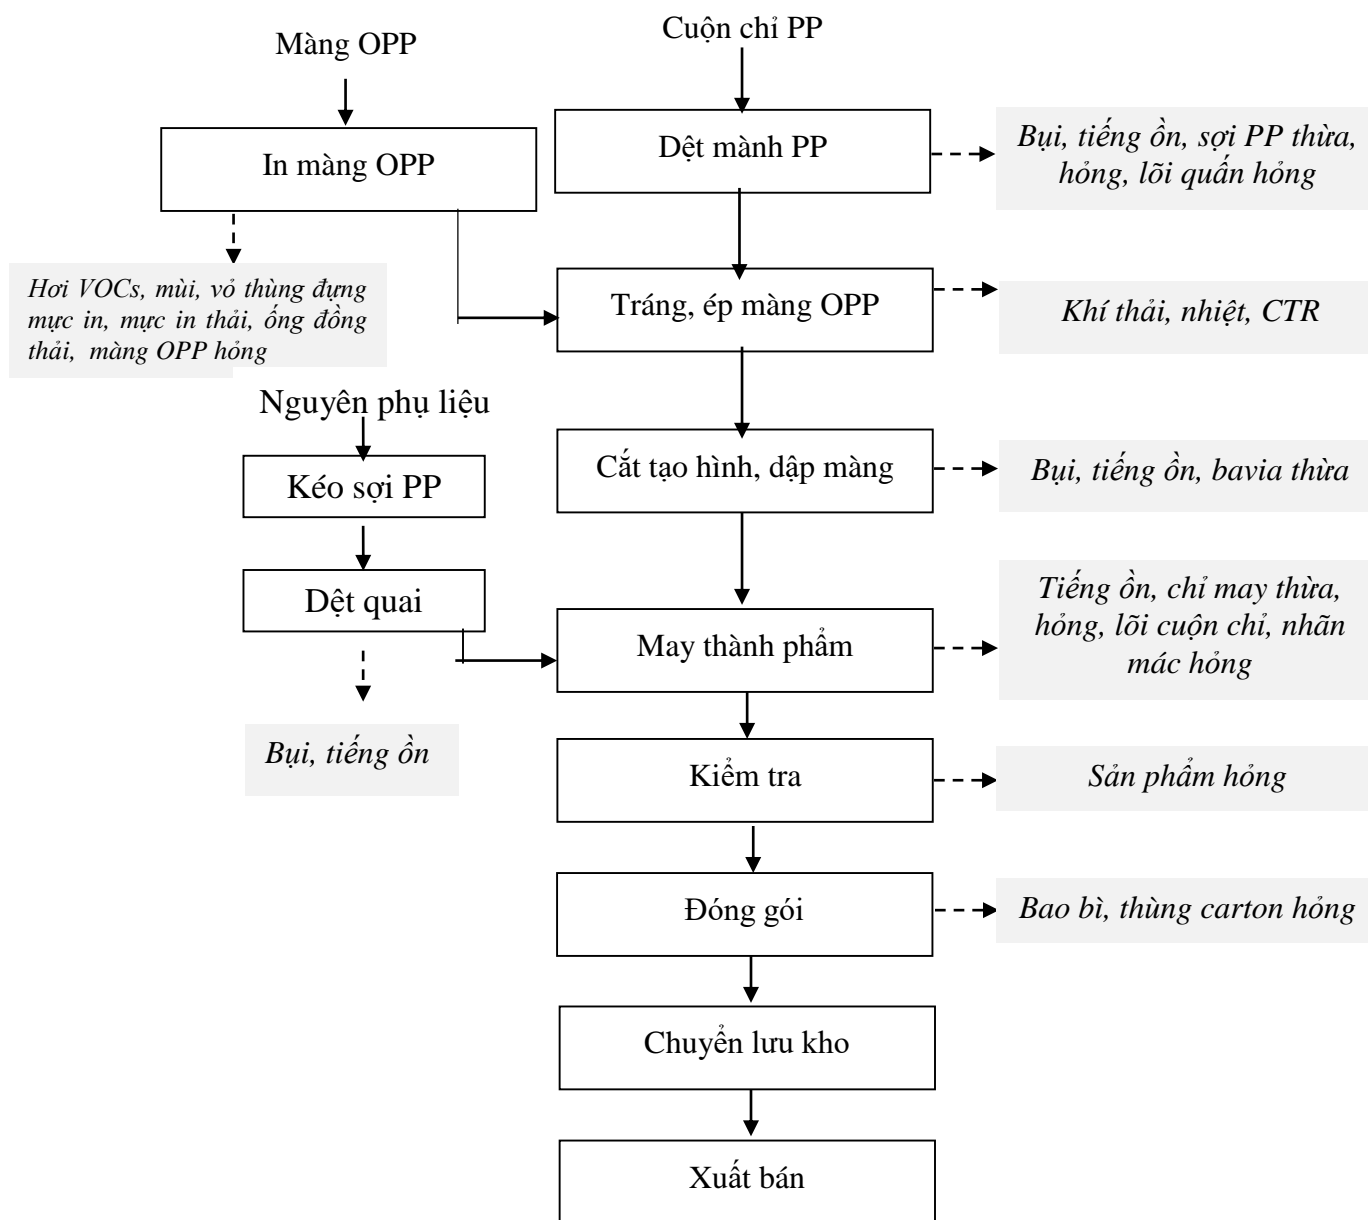 Màng OPP
Cuộn chỉ PP
In màng OPP
Dệt mành PP
Bụi, tiếng ồn, sợi PP thừa,
hỏng, lõi quấn hỏng
Hơi VOCs, mùi, vỏ thùng đựng
mực in, mực in thải, ống đồng
thải, màng OPP hỏng
Tráng, ép màng OPP
Khí thải, nhiệt, CTR
Nguyên phụ liệu
Kéo sợi PP
Cắt tạo hình, dập màng
Bụi, tiếng ồn, bavia thừa
Dệt quai
May thành phẩm
Tiếng ồn, chỉ may thừa,
hỏng, lõi cuộn chỉ, nhãn
mác hỏng
Bụi, tiếng ồn
Kiểm tra
Sản phẩm hỏng
Đóng gói
Bao bì, thùng carton hỏng
Chuyển lưu kho
Xuất bán